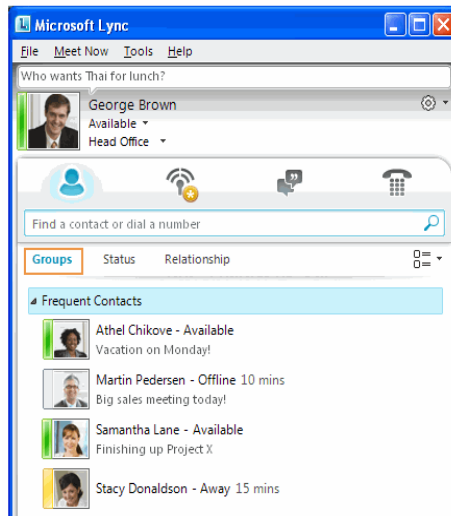 Microsoft Lync
File Meet Now Tools Help
Who wants Thai for lunch?
George Brown
Available
Head Office
Find a contact or dial a number
Groups Status Relationship
Frequent Contacts
Athel Chikove - Available
Vacation on Monday!
Martin Pedersen - Offline 10 mins
Big sales meeting today!
Samantha Lane - Available
Finishing up Project X
Stacy Donaldson - Away 15 mins